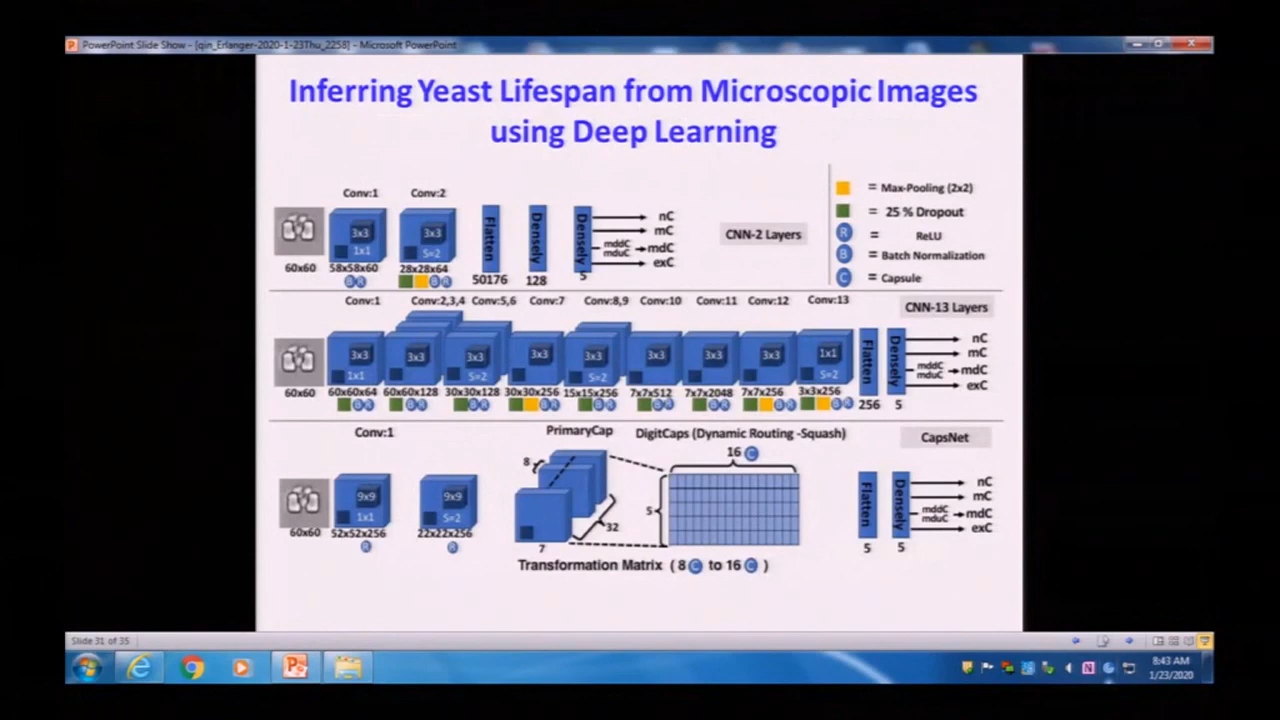 PowerPoint Slide Show - [qin_Erlanger-2020-1-23Thu_2258] - Microsoft PowerPoint
Inferring Yeast Lifespan from Microscopic Images
using Deep Learning
Conv:1 Conv:2
3x3 3x3
1x1 S=2
60x60 58x58x60 28x28x64
B R B R
Flatten Densely Densely
50176 128 5
nC
mC
mddC mdC
mduC
exC
CNN-2 Layers
= Max-Pooling (2x2)
= 25 % Dropout
R = ReLU
B = Batch Normalization
C = Capsule
Conv:1 Conv:2,3,4 Conv:5,6 Conv:7 Conv:8,9 Conv:10 Conv:11 Conv:12 Conv:13
CNN-13 Layers
3x3 3x3 3x3 3x3 3x3 3x3 3x3 3x3 1x1
1x1 S=2 S=2 S=2
60x60 60x60x64 60x60x128 30x30x128 30x30x256 15x15x256 7x7x512 7x7x2048 7x7x256 3x3x256
B R B R B R B R B R B R B R B R B R
Flatten Densely
256 5
nC
mC
mddC mdC
mduC
exC
Conv:1 PrimaryCap DigitCaps (Dynamic Routing -Squash) CapsNet
16 C
8
9x9 9x9
1x1 S=2
60x60 52x52x256 22x22x256
R R
32
7
5
Transformation Matrix ( 8 C to 16 C )
Flatten Densely
5 5
nC
mC
mddC mdC
mduC
exC
Slide 31 of 35
8:43 AM
1/23/2020